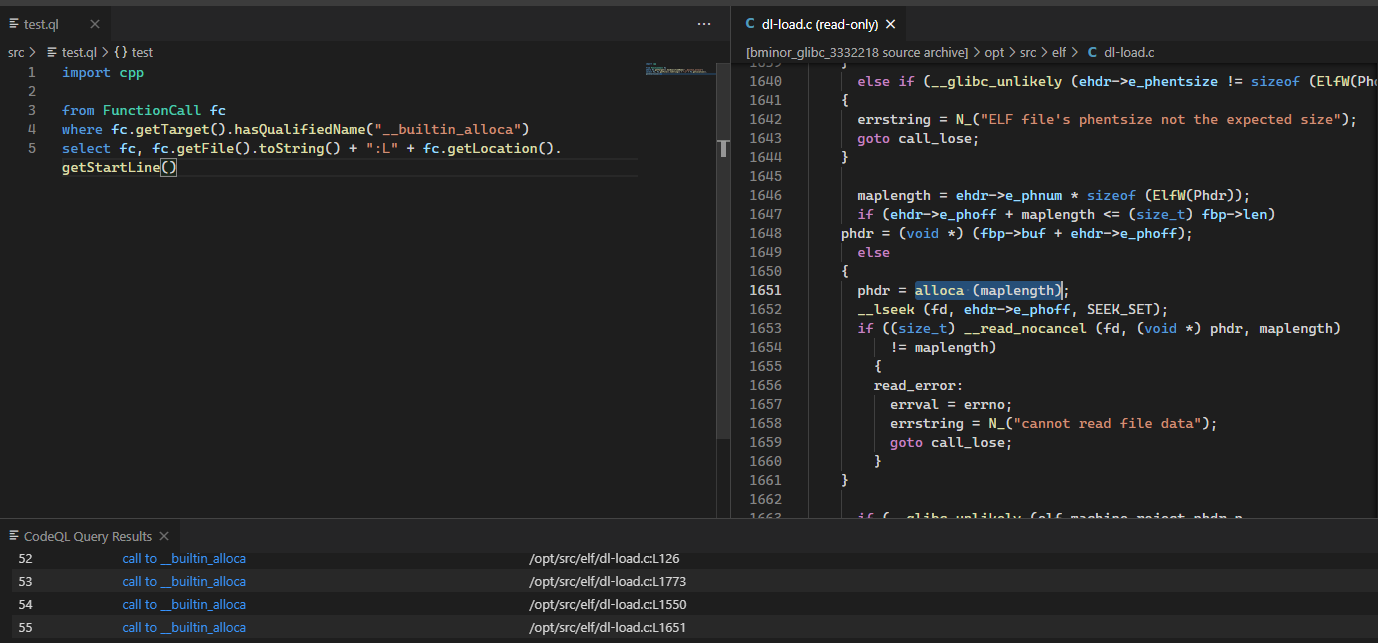 test.ql
src > test.ql > {} test
1 import cpp
2
3 from FunctionCall fc
4 where fc.getTarget().hasQualifiedName("__builtin_alloca")
5 select fc, fc.getFile().toString() + ":L" + fc.getLocation().
getStartLine()
dl-load.c (read-only)
[bminor_glibc_3332218 source archive] > opt > src > elf > C dl-load.c
1639 }
1640 else if (__glibc_unlikely (ehdr->e_phentsize != sizeof (ElfW(Ph
1641 {
1642 errstring = N_("ELF file's phentsize not the expected size");
1643 goto call_lose;
1644 }
1645
1646 maplength = ehdr->e_phnum * sizeof (ElfW(Phdr));
1647 if (ehdr->e_phoff + maplength <= (size_t) fbp->len)
1648 phdr = (void *) (fbp->buf + ehdr->e_phoff);
1649 else
1650 {
1651 phdr = alloca (maplength);
1652 __lseek (fd, ehdr->e_phoff, SEEK_SET);
1653 if ((size_t) __read_nocancel (fd, (void *) phdr, maplength)
1654 != maplength)
1655 {
1656 read_error:
1657 errval = errno;
1658 errstring = N_("cannot read file data");
1659 goto call_lose;
1660 }
1661 }
1662
1663 if (__glibc_unlikely (elf_machine_reject_phdr_p
CodeQL Query Results
52 call to __builtin_alloca /opt/src/elf/dl-load.c:L126
53 call to __builtin_alloca /opt/src/elf/dl-load.c:L1773
54 call to __builtin_alloca /opt/src/elf/dl-load.c:L1550
55 call to __builtin_alloca /opt/src/elf/dl-load.c:L1651